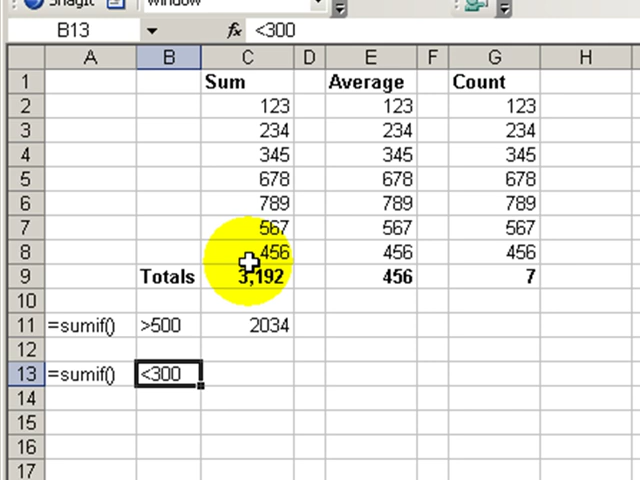 SnagIt Window
B13 fx <300
A B C D E F G H
1 Sum Average Count
2 123 123 123
3 234 234 234
4 345 345 345
5 678 678 678
6 789 789 789
7 567 567 567
8 456 456 456
9 Totals 3,192 456 7
10
11 =sumif() >500 2034
12
13 =sumif() <300
14
15
16
17